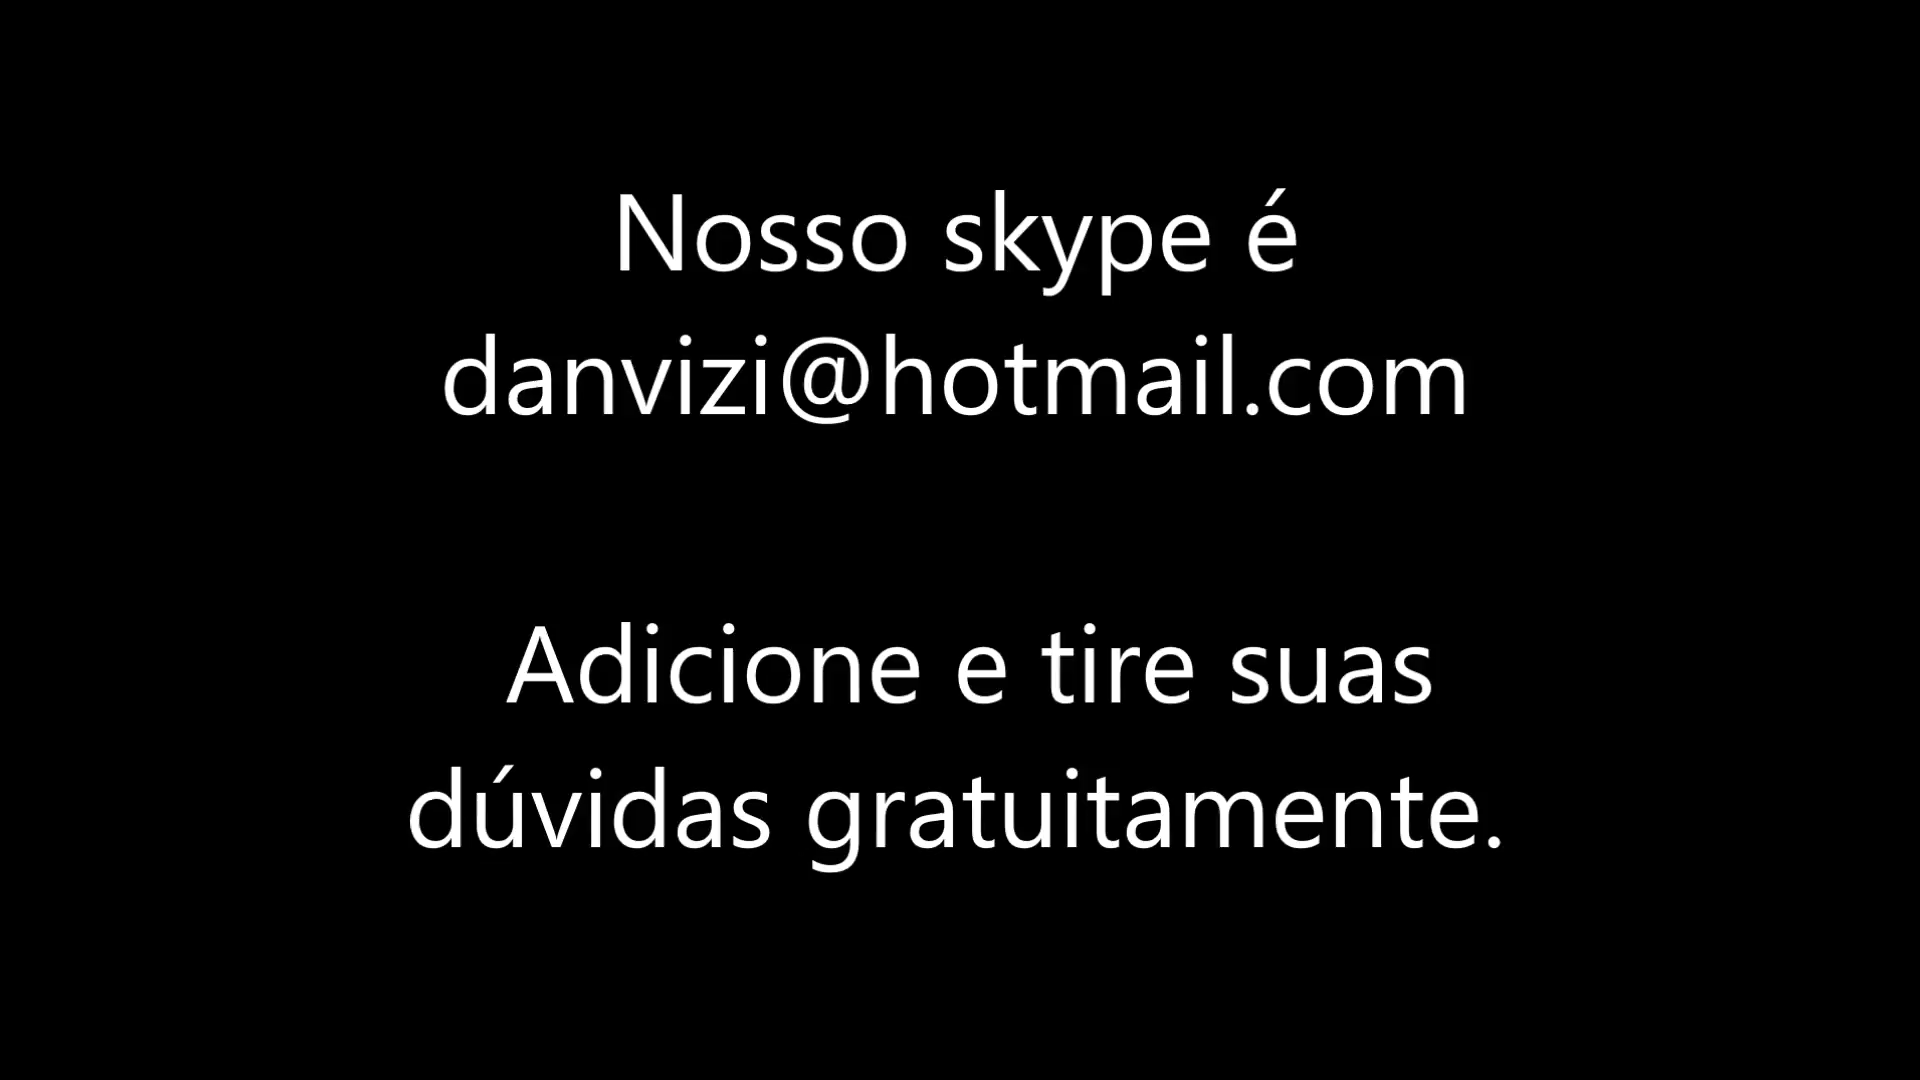 Nosso skype é
danvizi@hotmail.com
Adicione e tire suas
dúvidas gratuitamente.